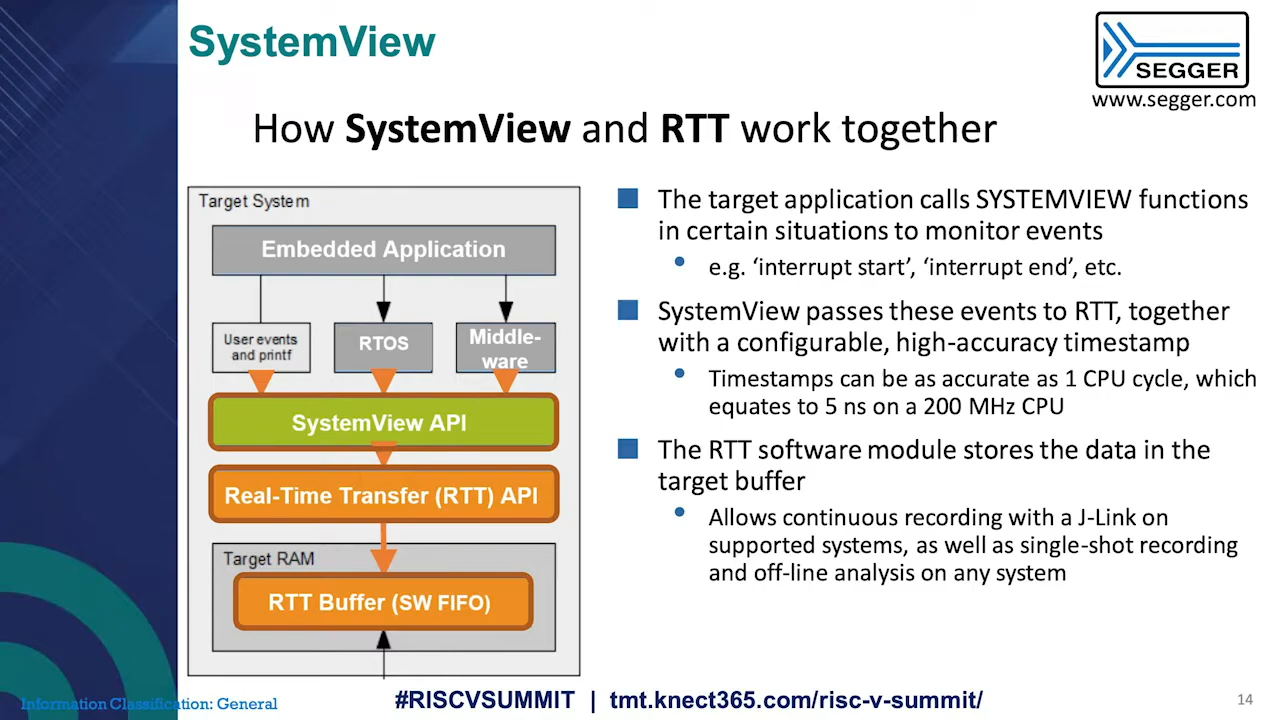 SystemView
SEGGER
www.segger.com
How SystemView and RTT work together
Target System
Embedded Application
User events
and printf
RTOS
Middle-
ware
SystemView API
Real-Time Transfer (RTT) API
Target RAM
RTT Buffer (SW FIFO)
The target application calls SYSTEMVIEW functions
in certain situations to monitor events
e.g. ‘interrupt start’, ‘interrupt end’, etc.
SystemView passes these events to RTT, together
with a configurable, high-accuracy timestamp
Timestamps can be as accurate as 1 CPU cycle, which
equates to 5 ns on a 200 MHz CPU
The RTT software module stores the data in the
target buffer
Allows continuous recording with a J-Link on
supported systems, as well as single-shot recording
and off-line analysis on any system
Information Classification: General
#RISCVSUMMIT | tmt.knect365.com/risc-v-summit/
14